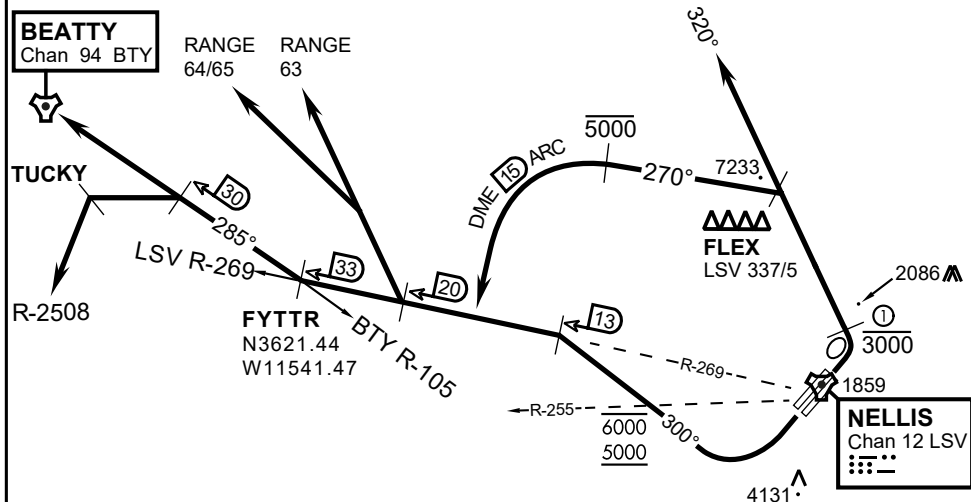 BEATTY
Chan 94 BTY
RANGE
64/65
RANGE
63
320°
5000
DME 15 ARC
270°
7233
TUCKY
30
285°
FLEX
LSV 337/5
LSV R-269
33
2086
R-2508
20
1
3000
FYTTR
N3621.44
W11541.47
BTY R-105
13
R-269
1859
R-255
6000
5000
300°
NELLIS
Chan 12 LSV
4131